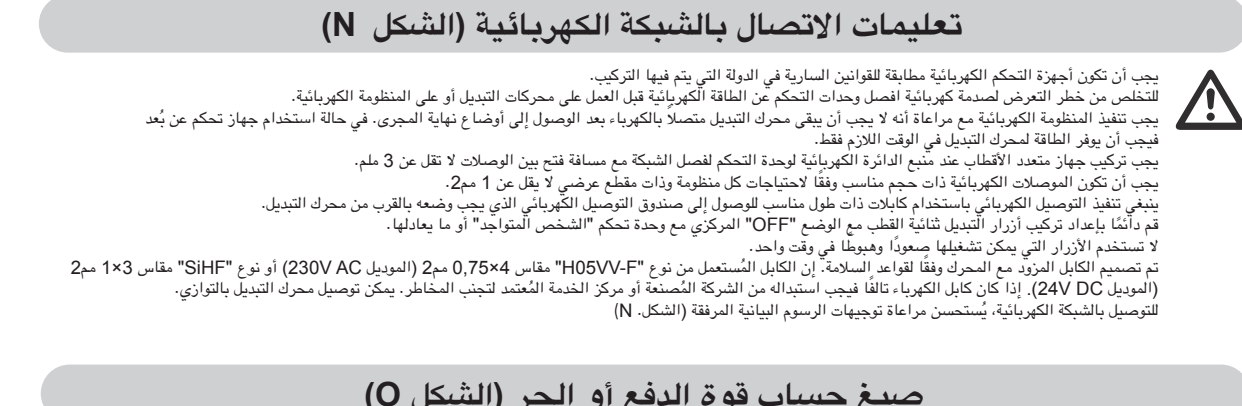 تعليمات الاتصال بالشبكة الكهربائية (الشكل N)
يجب أن تكون أجهزة التحكم الكهربائية مطابقة للقوانين السارية في الدولة التي يتم فيها التركيب.
للتخلص من خطر التعرض لصدمة كهربائية افصل وحدات التحكم عن الطاقة الكهربائية قبل العمل على محركات التبديل أو على المنظومة الكهربائية.
يجب تنفيذ المنظومة الكهربائية مع مراعاة أنه لا يجب أن يبقى محرك التبديل متصلاً بالكهرباء بعد الوصول إلى أوضاع نهاية المجرى. في حالة استخدام جهاز تحكم عن بُعد
فيجب أن يوفر الطاقة لمحرك التبديل في الوقت اللازم فقط.
يجب تركيب جهاز متعدد الأقطاب عند منبع الدائرة الكهربائية لوحدة التحكم لفصل الشبكة مع مسافة فتح بين الوصلات لا تقل عن 3 ملم.
يجب أن تكون الموصلات الكهربائية ذات حجم مناسب وفقًا لاحتياجات كل منظومة وذات مقطع عرضي لا يقل عن 1 مم2.
ينبغي تنفيذ التوصيل الكهربائي باستخدام كابلات ذات طول مناسب للوصول إلى صندوق التوصيل الكهربائي الذي يجب وضعه بالقرب من محرك التبديل.
قم دائمًا بإعداد تركيب أزرار التبديل ثنائية القطب مع الوضع "OFF" المركزي مع وحدة تحكم "الشخص المتواجد" أو ما يعادلها.
لا تستخدم الأزرار التي يمكن تشغيلها صعودًا وهبوطًا في وقت واحد.
تم تصميم الكابل المزود مع المحرك وفقًا لقواعد السلامة. إن الكابل المُستعمل من نوع "H05VV-F" مقاس 4×0,75 مم2 (الموديل 230V AC) أو نوع "SiHF" مقاس 3×1 مم2
(الموديل 24V DC). إذا كان كابل الكهرباء تالفًا فيجب استبداله من الشركة المُصنعة أو مركز الخدمة المُعتمد لتجنب المخاطر. يمكن توصيل محرك التبديل بالتوازي.
للتوصيل بالشبكة الكهربائية، يُستحسن مراعاة توجيهات الرسوم البيانية المرفقة (الشكل. N)
صيغ حساب قوة الدفع أو الجر (الشكل O)